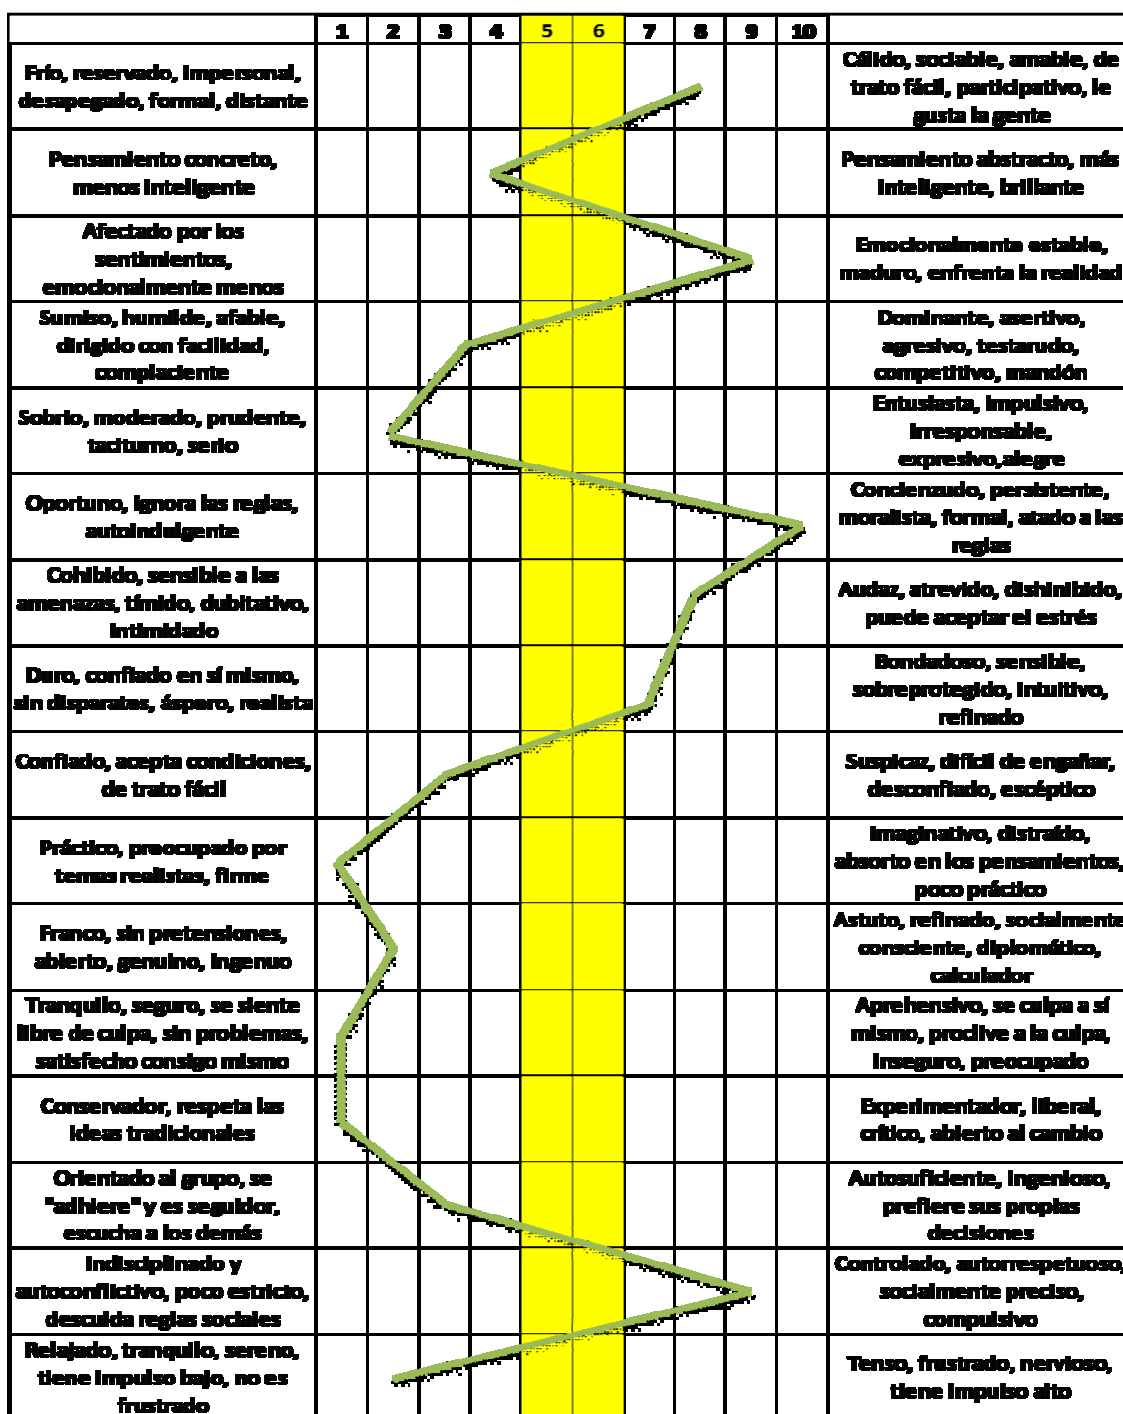 1 2 3 4 5 6 7 8 9 10
Frío, reservado, impersonal,
desapegado, formal, distante
Cálido, sociable, amable, de
trato fácil, participativo, le
gusta la gente
Pensamiento concreto,
menos inteligente
Pensamiento abstracto, más
inteligente, brillante
Afectado por los
sentimientos,
emocionalmente menos
Emocionalmente estable,
maduro, enfrenta la realidad
Sumiso, humilde, afable,
dirigido con facilidad,
complaciente
Dominante, asertivo,
agresivo, testarudo,
competitivo, mandón
Sobrio, moderado, prudente,
taciturno, serio
Entusiasta, impulsivo,
irresponsable,
expresivo,alegre
Oportuno, ignora las reglas,
autoindulgente
Concienzudo, persistente,
moralista, formal, atado a las
reglas
Cohibido, sensible a las
amenazas, tímido, dubitativo,
intimidado
Audaz, atrevido, dishinibido,
puede aceptar el estrés
Duro, confiado en sí mismo,
sin disparates, áspero, realista
Bondadoso, sensible,
sobreprotegido, intuitivo,
refinado
Confiado, acepta condiciones,
de trato fácil
Suspicaz, difícil de engañar,
desconfiado, escéptico
Práctico, preocupado por
temas realistas, firme
Imaginativo, distraído,
absorto en los pensamientos,
poco práctico
Franco, sin pretensiones,
abierto, genuino, ingenuo
Astuto, refinado, socialmente
consciente, diplomático,
calculador
Tranquilo, seguro, se siente
libre de culpa, sin problemas,
satisfecho consigo mismo
Aprehensivo, se culpa a sí
mismo, proclive a la culpa,
inseguro, preocupado
Conservador, respeta las
ideas tradicionales
Experimentador, liberal,
crítico, abierto al cambio
Orientado al grupo, se
"adhiere" y es seguidor,
escucha a los demás
Autosuficiente, ingenioso,
prefiere sus propias
decisiones
Indisciplinado y
autoconflictivo, poco estricto,
descuida reglas sociales
Controlado, autorrespetuoso,
socialmente preciso,
compulsivo
Relajado, tranquilo, sereno,
tiene impulso bajo, no es
frustrado
Tenso, frustrado, nervioso,
tiene impulso alto